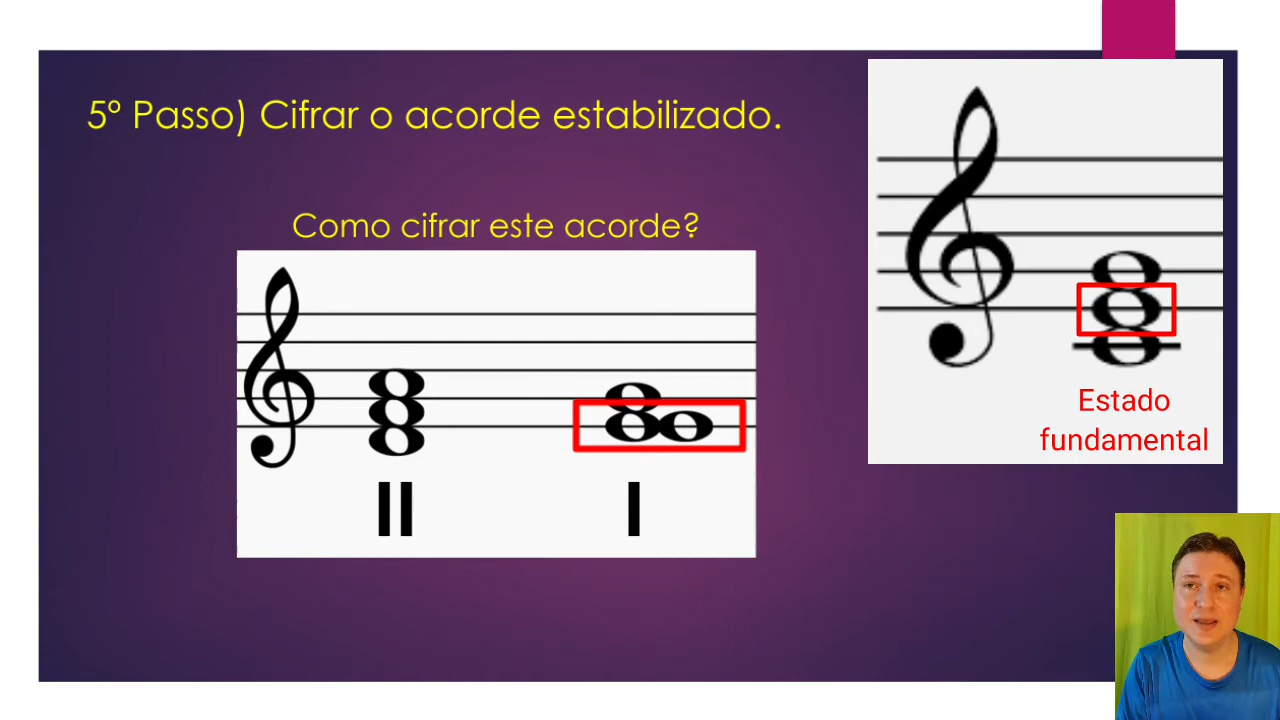 5º Passo) Cifrar o acorde estabilizado.
Como cifrar este acorde?
II
I
Estado
fundamental